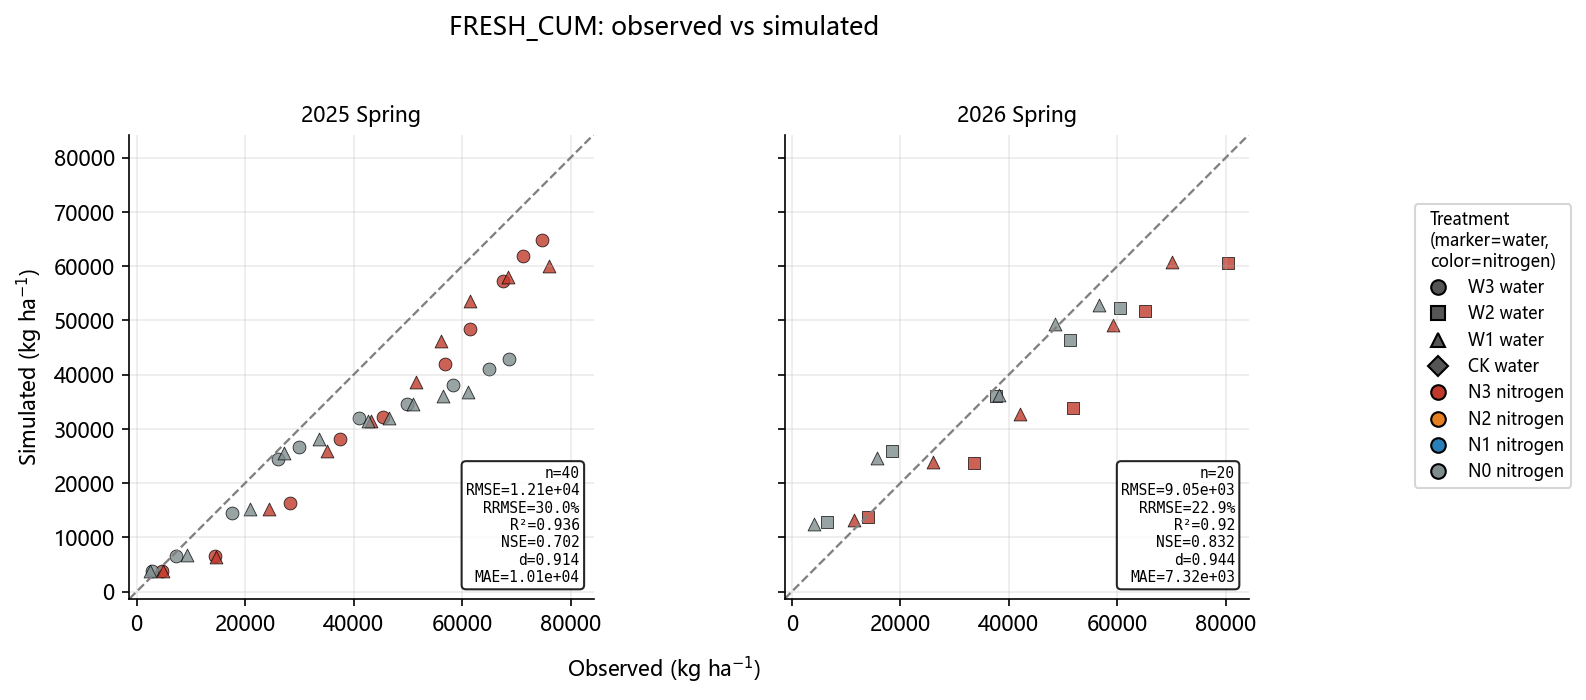 FRESH_CUM: observed vs simulated
2025 Spring
2026 Spring
80000
70000
60000
50000
40000
30000
20000
10000
0
Simulated (kg ha⁻¹)
n=40
RMSE=1.21e+04
RRMSE=30.0%
R²=0.936
NSE=0.702
d=0.914
MAE=1.01e+04
0 20000 40000 60000 80000
n=20
RMSE=9.05e+03
RRMSE=22.9%
R²=0.92
NSE=0.832
d=0.944
MAE=7.32e+03
0 20000 40000 60000 80000
Observed (kg ha⁻¹)
Treatment
(marker=water,
color=nitrogen)
W3 water
W2 water
W1 water
CK water
N3 nitrogen
N2 nitrogen
N1 nitrogen
N0 nitrogen